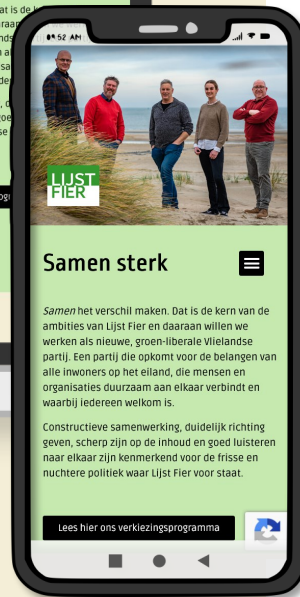 09:52 AM
LIJST
FIER
Samen sterk
Samen het verschil maken. Dat is de kern van de
ambities van Lijst Fier en daaraan willen we
werken als nieuwe, groen-liberale Vlielandse
partij. Een partij die opkomt voor de belangen van
alle inwoners op het eiland, die mensen en
organisaties duurzaam aan elkaar verbindt en
waarbij iedereen welkom is.
Constructieve samenwerking, duidelijk richting
geven, scherp zijn op de inhoud en goed luisteren
naar elkaar zijn kenmerkend voor de frisse en
nuchtere politiek waar Lijst Fier voor staat.
Lees hier ons verkiezingsprogramma